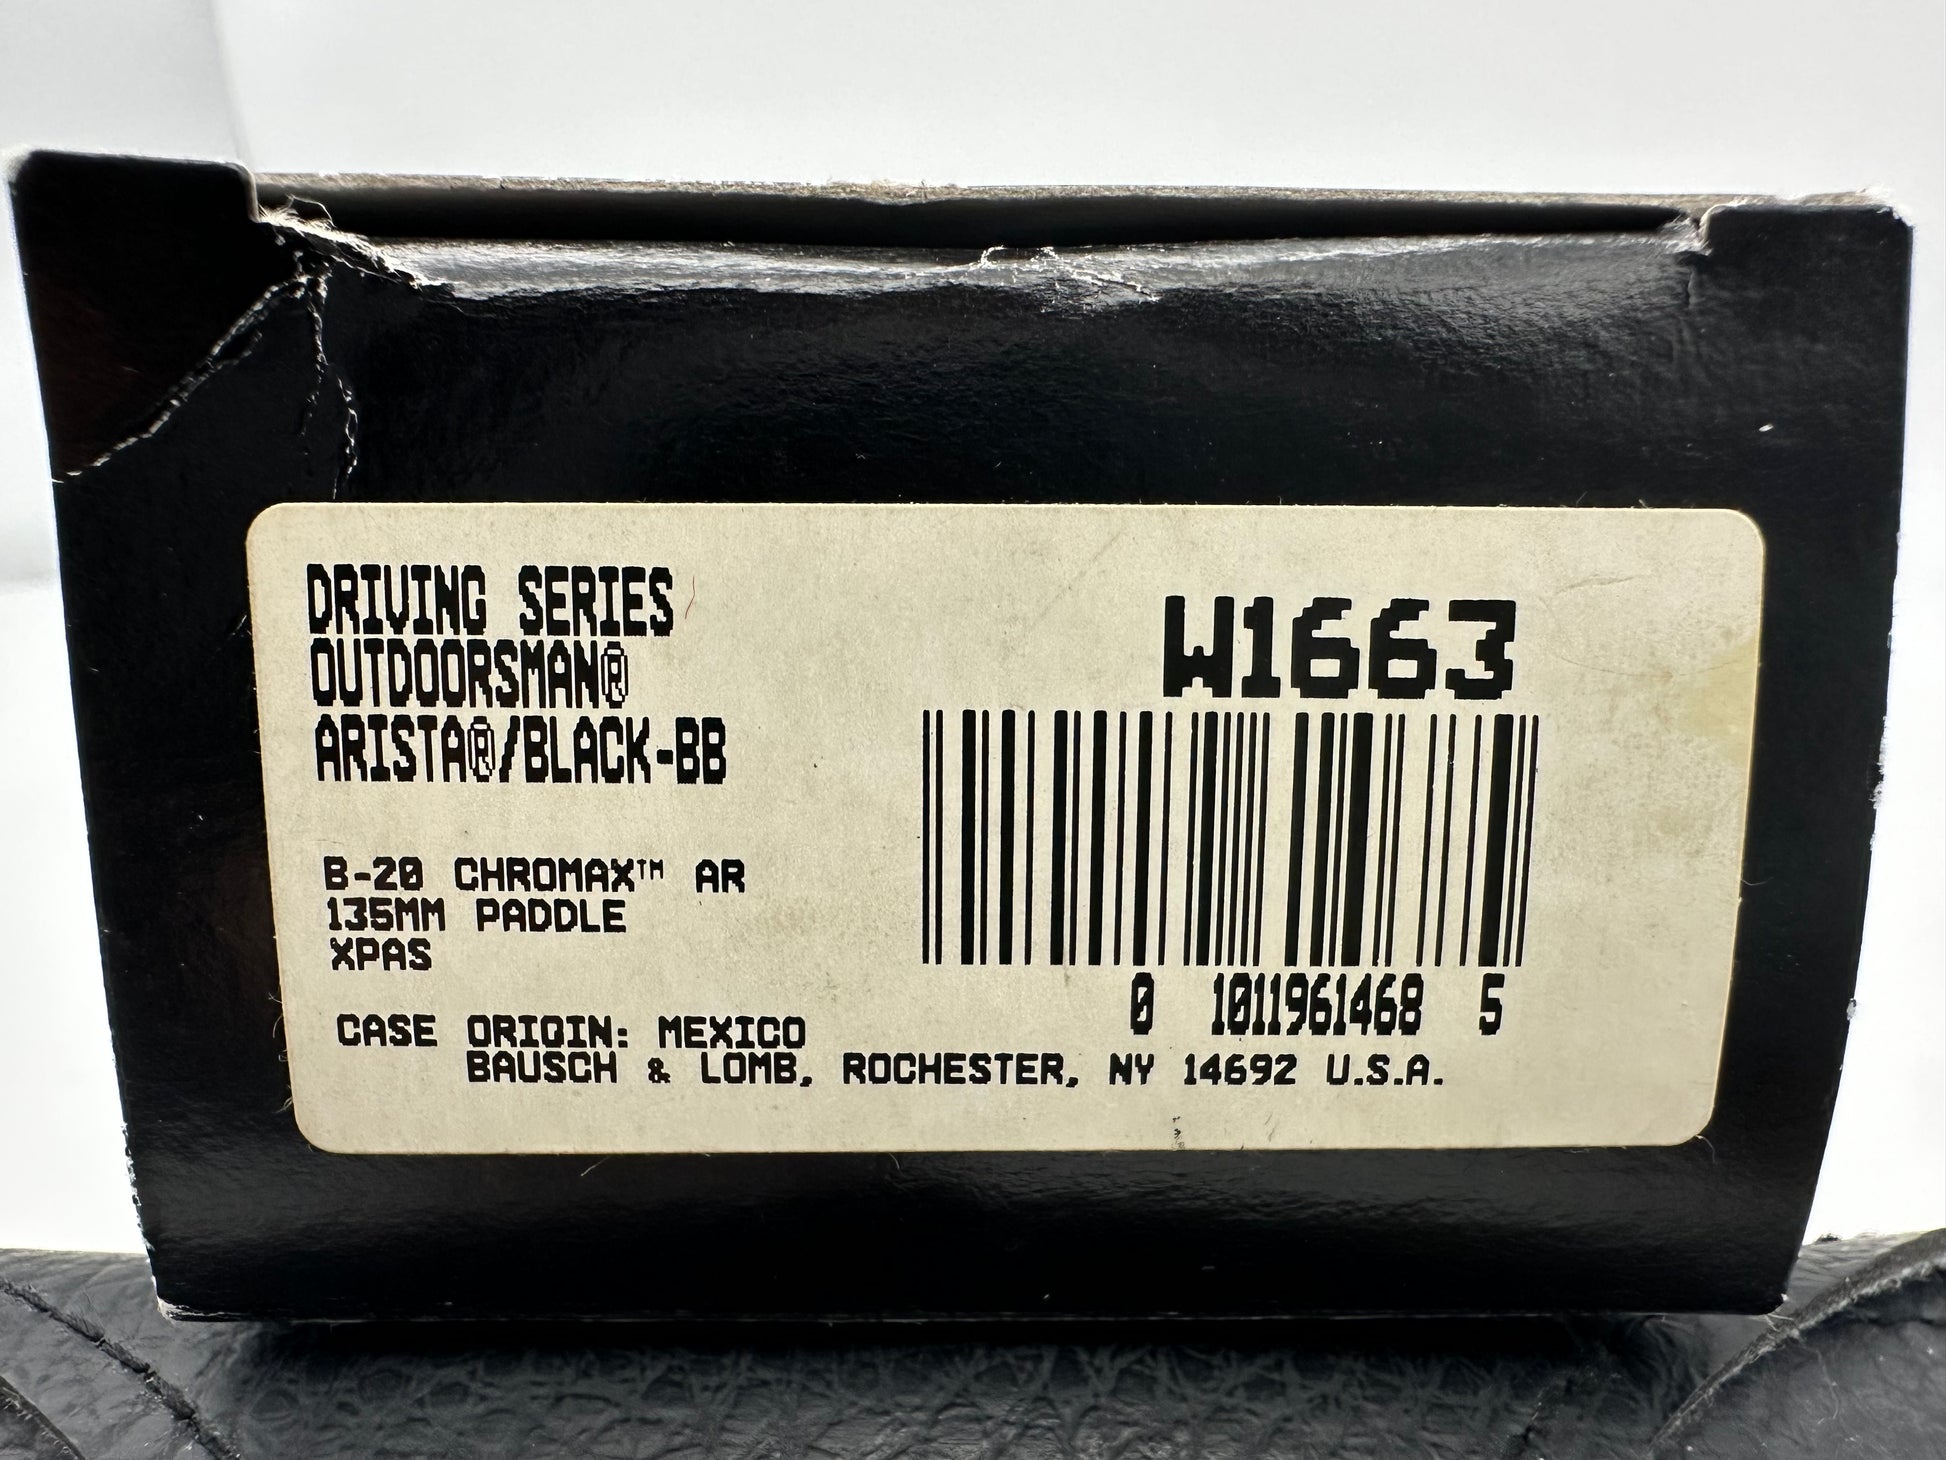 DRIVING SERIES
OUTDOORSMAN®
ARISTA®/BLACK-BB
W1663
B-20 CHROMAX™ AR
135MM PADDLE
XPAS
0 1011961468 5
CASE ORIGIN: MEXICO
BAUSCH & LOMB, ROCHESTER, NY 14692 U.S.A.